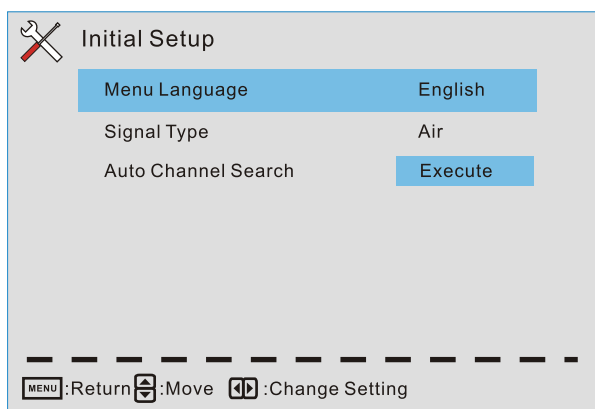 Initial Setup
Menu Language English
Signal Type Air
Auto Channel Search Execute
MENU :Return :Move :Change Setting